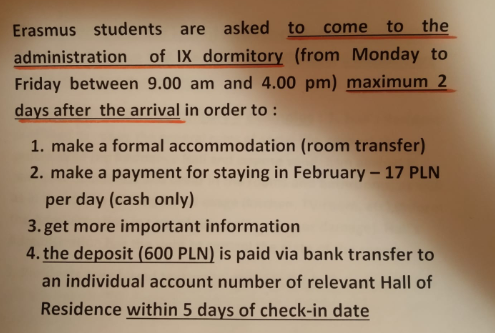 Erasmus students are asked to come to the
administration of IX dormitory (from Monday to
Friday between 9.00 am and 4.00 pm) maximum 2
days after the arrival in order to :
1. make a formal accommodation (room transfer)
2. make a payment for staying in February – 17 PLN
per day (cash only)
3. get more important information
4. the deposit (600 PLN) is paid via bank transfer to
an individual account number of relevant Hall of
Residence within 5 days of check-in date